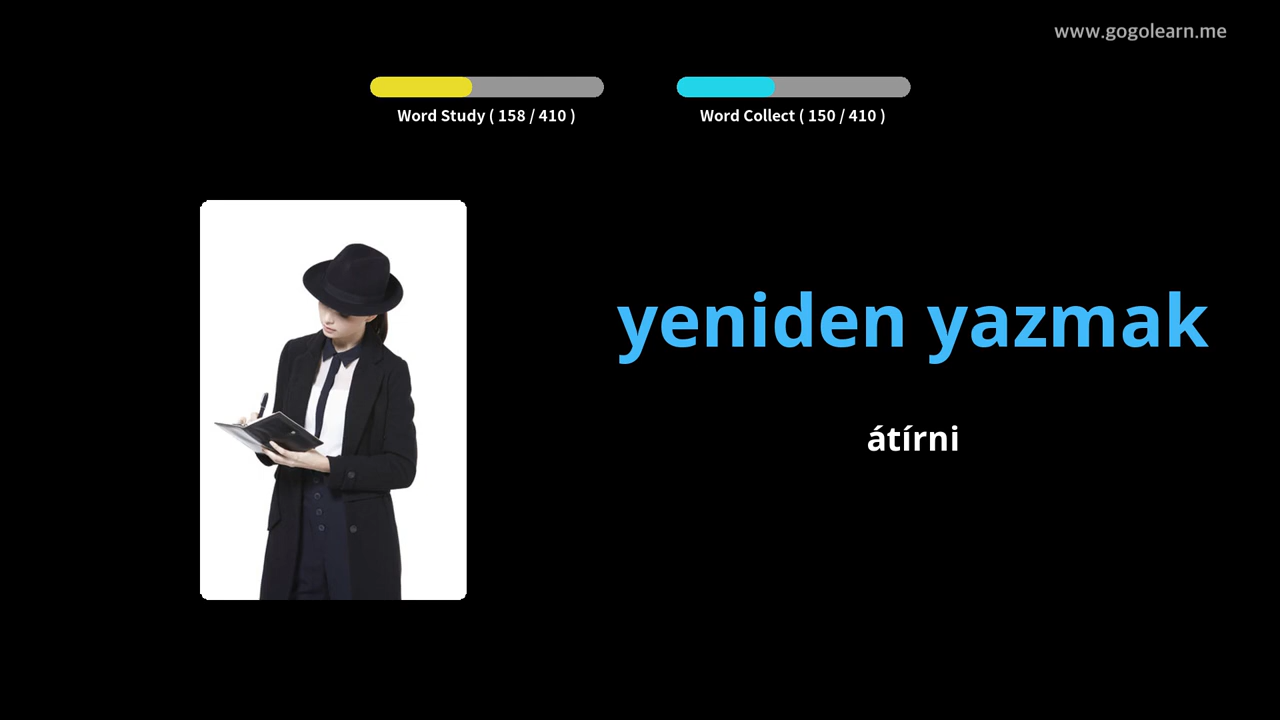 www.gogolearn.me
Word Study ( 158 / 410 )
Word Collect ( 150 / 410 )
yeniden yazmak
átírni